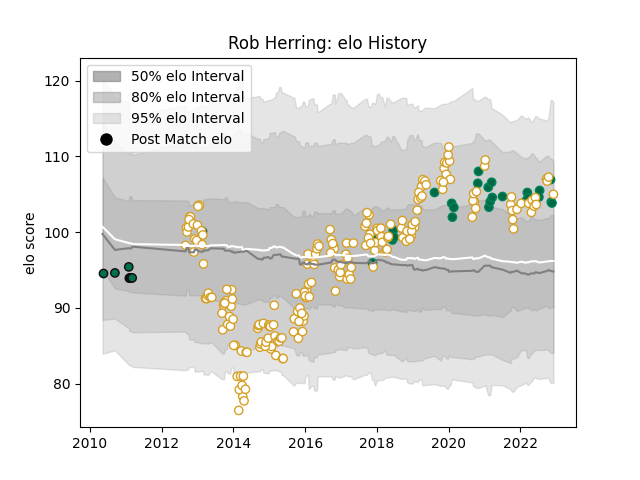 Rob Herring: elo History
50% elo Interval
80% elo Interval
95% elo Interval
Post Match elo
elo score
120
110
100
90
80
2010 2012 2014 2016 2018 2020 2022